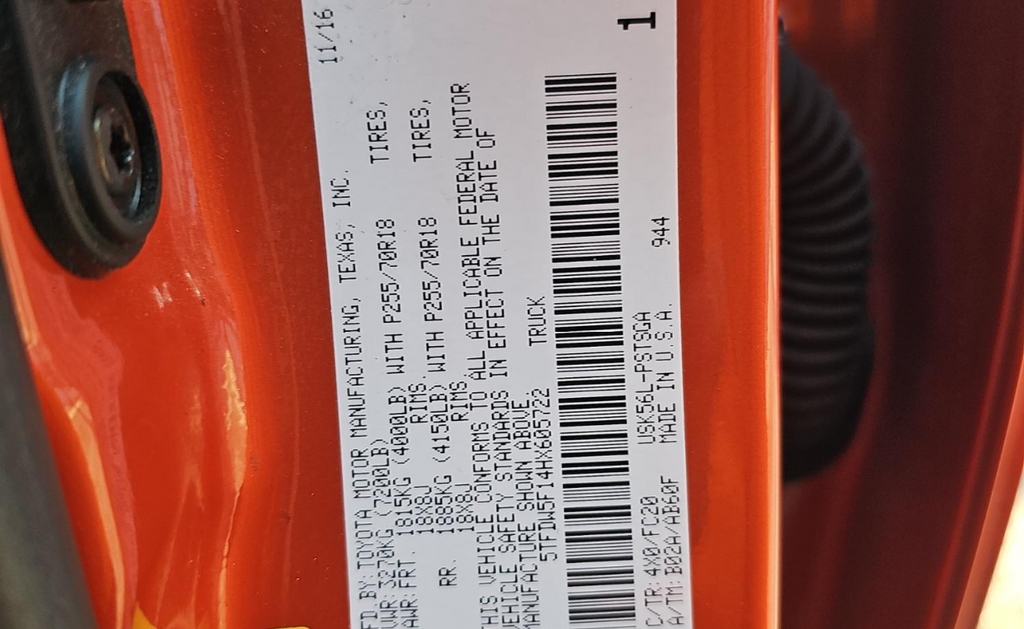 FD.BY:TOYOTA MOTOR MANUFACTURING, TEXAS, INC. 11/16
VWR:3270KG (7200LB)
AWR:FRT. 1815KG (4000LB) WITH P255/70R18 TIRES,
18X8J RIMS.
RR. 1885KG (4150LB) WITH P255/70R18 TIRES,
18X8J RIMS
THIS VEHICLE CONFORMS TO ALL APPLICABLE FEDERAL MOTOR
VEHICLE SAFETY STANDARDS IN EFFECT ON THE DATE OF
MANUFACTURE SHOWN ABOVE.
5TFDW5F14HX605722 TRUCK
C/TR:4X0/FC20 USK56L-PSTSGA
A/TM:B02A/AB60F MADE IN U.S.A. 944
1